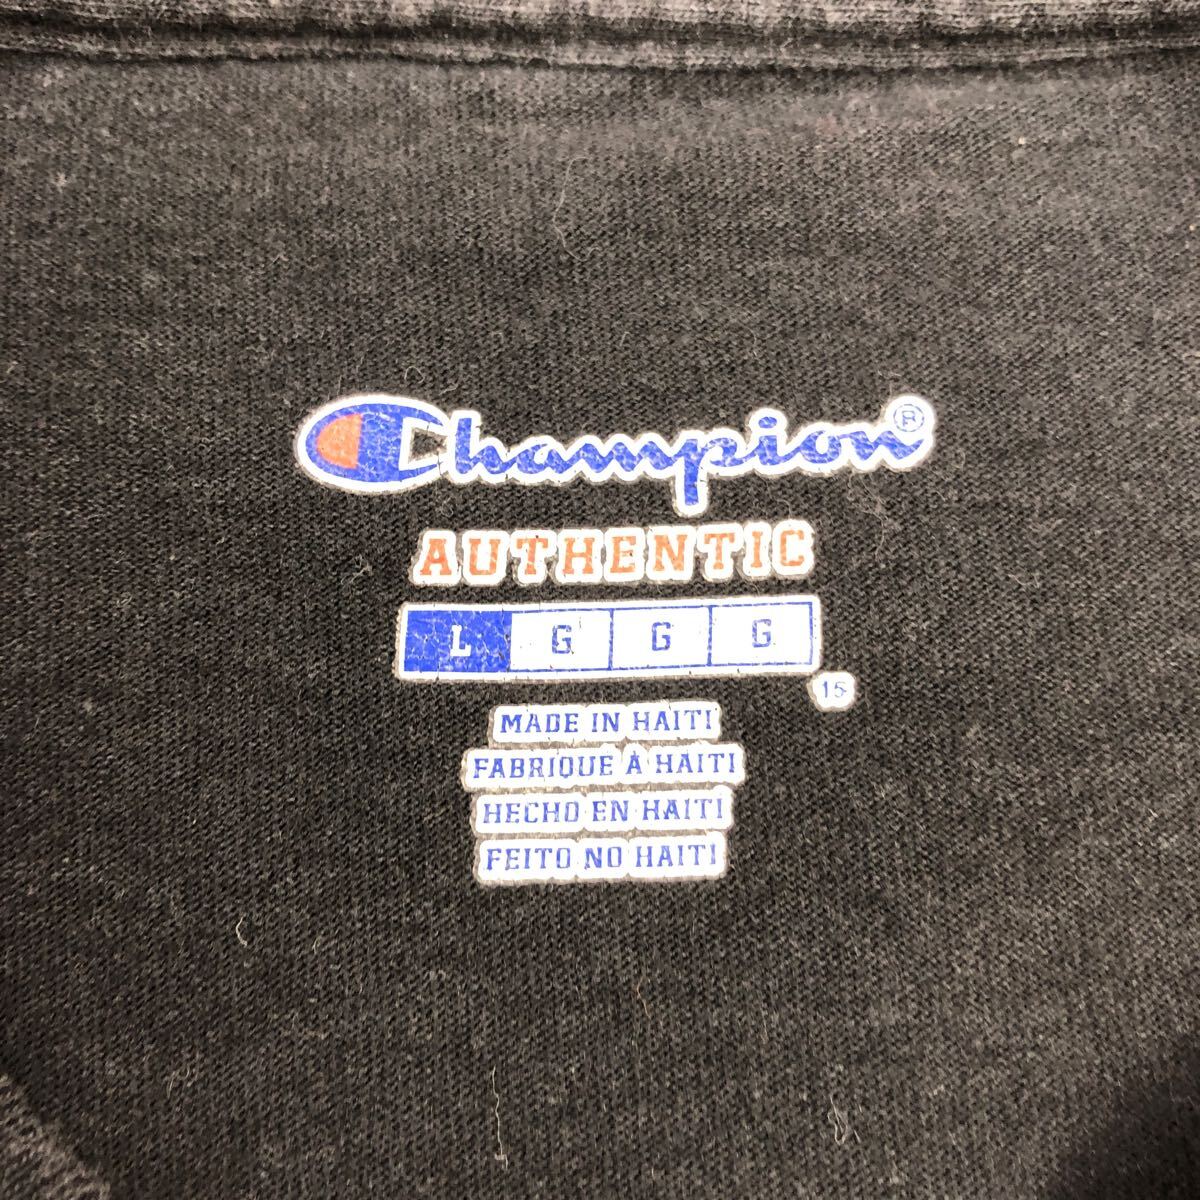 Champion®
AUTHENTIC
L G G G
15
MADE IN HAITI
FABRIQUE À HAITI
HECHO EN HAITI
FEITO NO HAITI